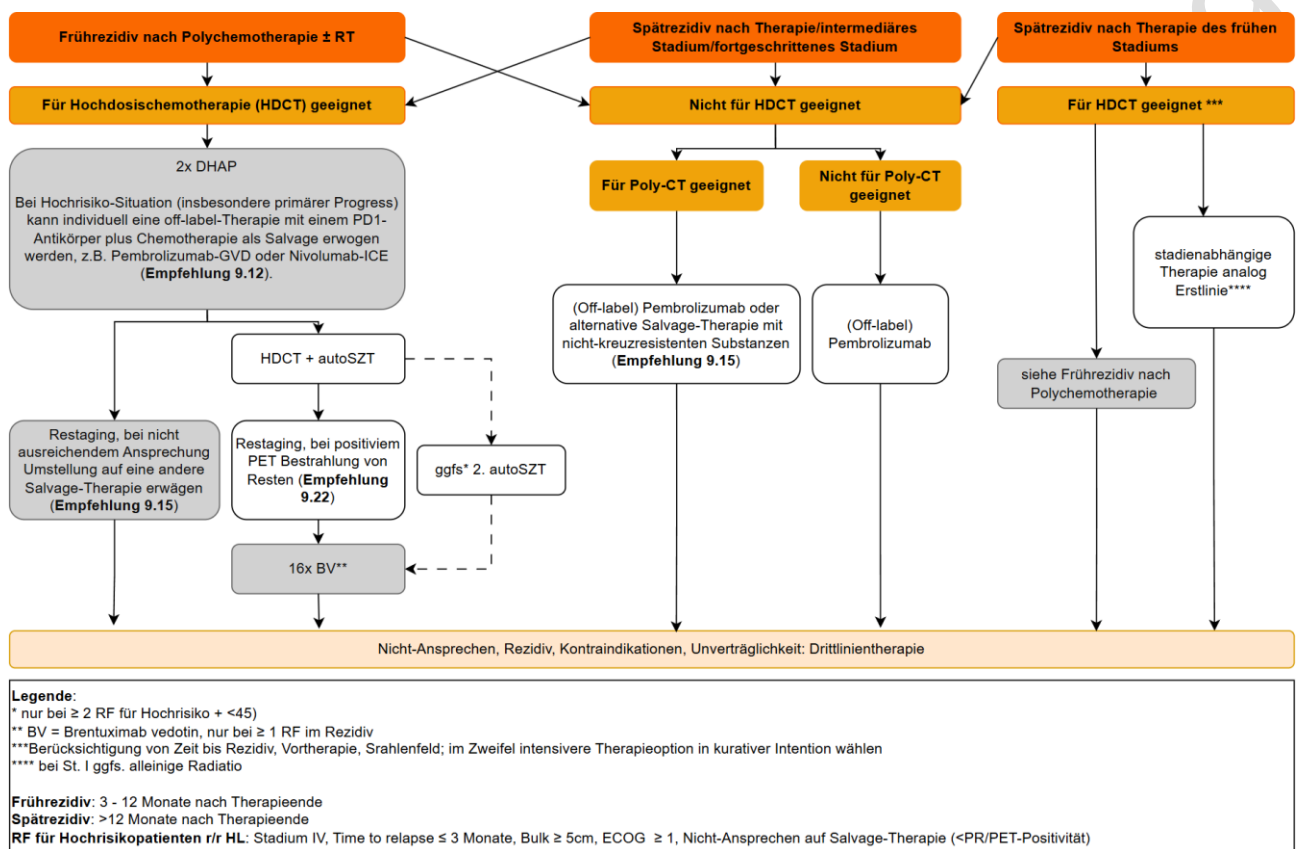 Frührezidiv nach Polychemotherapie ± RT
Spätrezidiv nach Therapie/intermediäres
Stadium/fortgeschrittenes Stadium
Spätrezidiv nach Therapie des frühen
Stadiums
Für Hochdosischemotherapie (HDCT) geeignet
Nicht für HDCT geeignet
Für HDCT geeignet ***
2x DHAP
Bei Hochrisiko-Situation (insbesondere primärer Progress)
kann individuell eine off-label-Therapie mit einem PD1-
Antikörper plus Chemotherapie als Salvage erwogen
werden, z.B. Pembrolizumab-GVD oder Nivolumab-ICE
(Empfehlung 9.12).
Für Poly-CT geeignet
Nicht für Poly-CT
geeignet
stadienabhängige
Therapie analog
Erstlinie****
(Off-label) Pembrolizumab oder
alternative Salvage-Therapie mit
nicht-kreuzresistenten Substanzen
(Empfehlung 9.15)
(Off-label)
Pembrolizumab
HDCT + autoSZT
siehe Frührezidiv nach
Polychemotherapie
Restaging, bei nicht
ausreichendem Ansprechung
Umstellung auf eine andere
Salvage-Therapie erwägen
(Empfehlung 9.15)
Restaging, bei positiviem
PET Bestrahlung von
Resten (Empfehlung
9.22)
ggfs* 2. autoSZT
16x BV**
Nicht-Ansprechen, Rezidiv, Kontraindikationen, Unverträglichkeit: Drittlinientherapie
Legende:
* nur bei ≥ 2 RF für Hochrisiko + <45)
** BV = Brentuximab vedotin, nur bei ≥ 1 RF im Rezidiv
***Berücksichtigung von Zeit bis Rezidiv, Vortherapie, Srahlenfeld; im Zweifel intensivere Therapieoption in kurativer Intention wählen
**** bei St. I ggfs. alleinige Radiatio
Frührezidiv: 3 - 12 Monate nach Therapieende
Spätrezidiv: >12 Monate nach Therapieende
RF für Hochrisikopatienten r/r HL: Stadium IV, Time to relapse ≤ 3 Monate, Bulk ≥ 5cm, ECOG ≥ 1, Nicht-Ansprechen auf Salvage-Therapie (<PR/PET-Positivität)